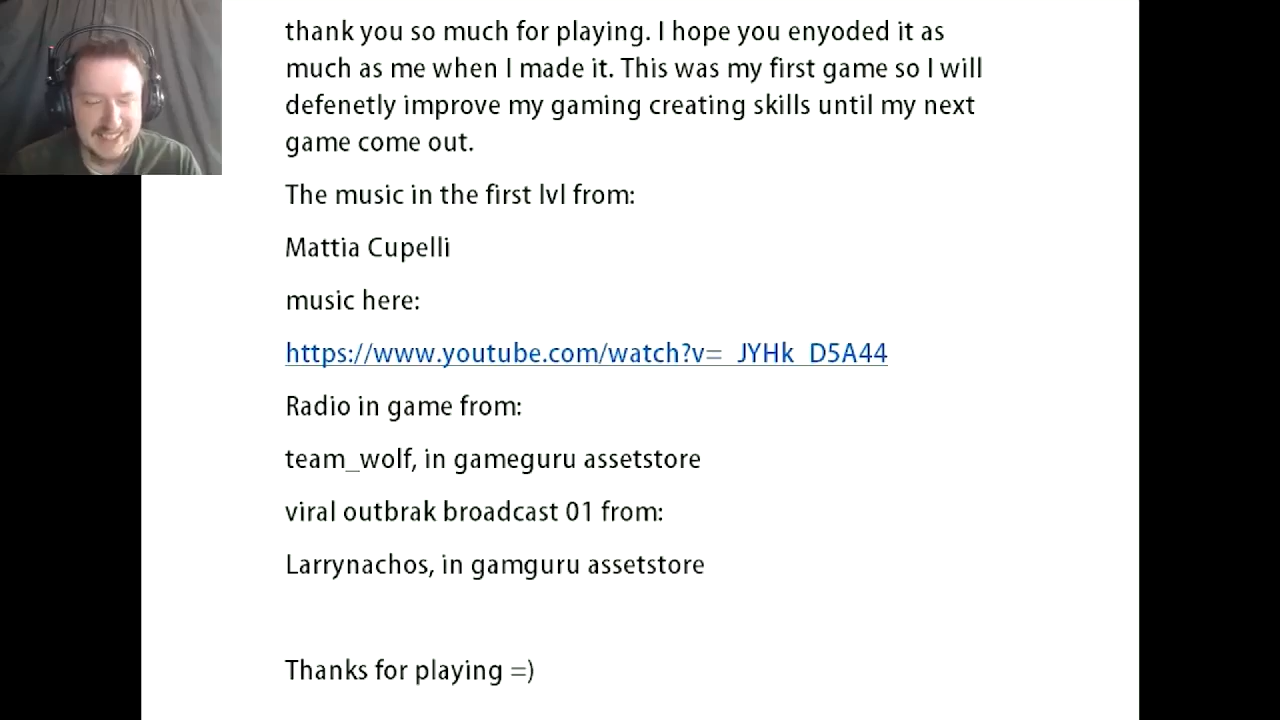 thank you so much for playing. I hope you enyoded it as
much as me when I made it. This was my first game so I will
defenetly improve my gaming creating skills until my next
game come out.
The music in the first lvl from:
Mattia Cupelli
music here:
https://www.youtube.com/watch?v=_JYHk_D5A44
Radio in game from:
team_wolf, in gameguru assetstore
viral outbrak broadcast 01 from:
Larrynachos, in gamguru assetstore
Thanks for playing =)